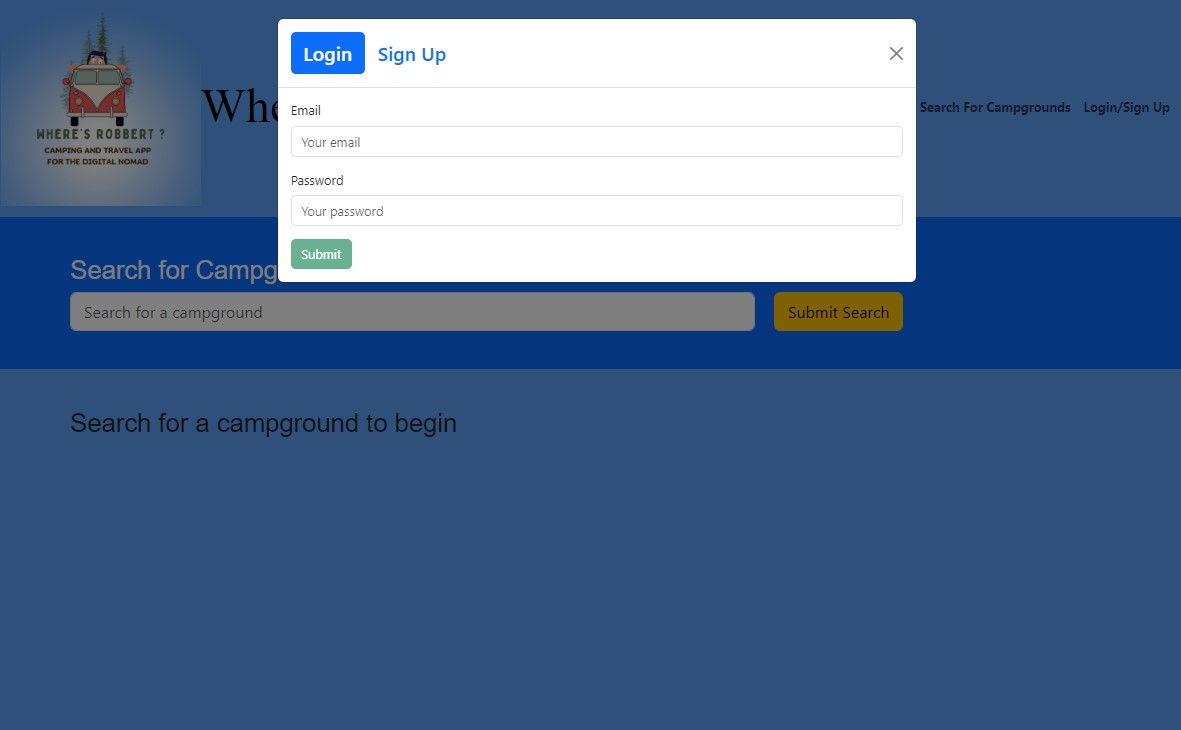 Login Sign Up
Whe
WHERE'S ROBBERT ?
CAMPING AND TRAVEL APP
FOR THE DIGITAL NOMAD
Search For Campgrounds Login/Sign Up
Email
Your email
Password
Your password
Submit
Search for Campg
Search for a campground Submit Search
Search for a campground to begin